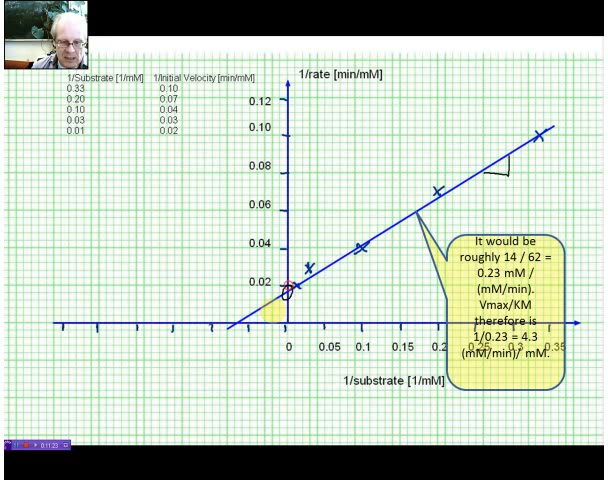 1/rate [min/mM]
1/Substrate [1/mM] 1/Initial Velocity [min/mM]
0.33 0.10
0.20 0.07
0.10 0.04
0.03 0.03
0.01 0.02
0.12
0.10
0.08
0.06
0.04
0.02
It would be
roughly 14 / 62 =
0.23 mM /
(mM/min).
Vmax/KM
therefore is
1/0.23 = 4.3
(mM/min)/ mM.
0 0.05 0.1 0.15 0.2 0.25 0.3 0.35
1/substrate [1/mM]
0:11:23